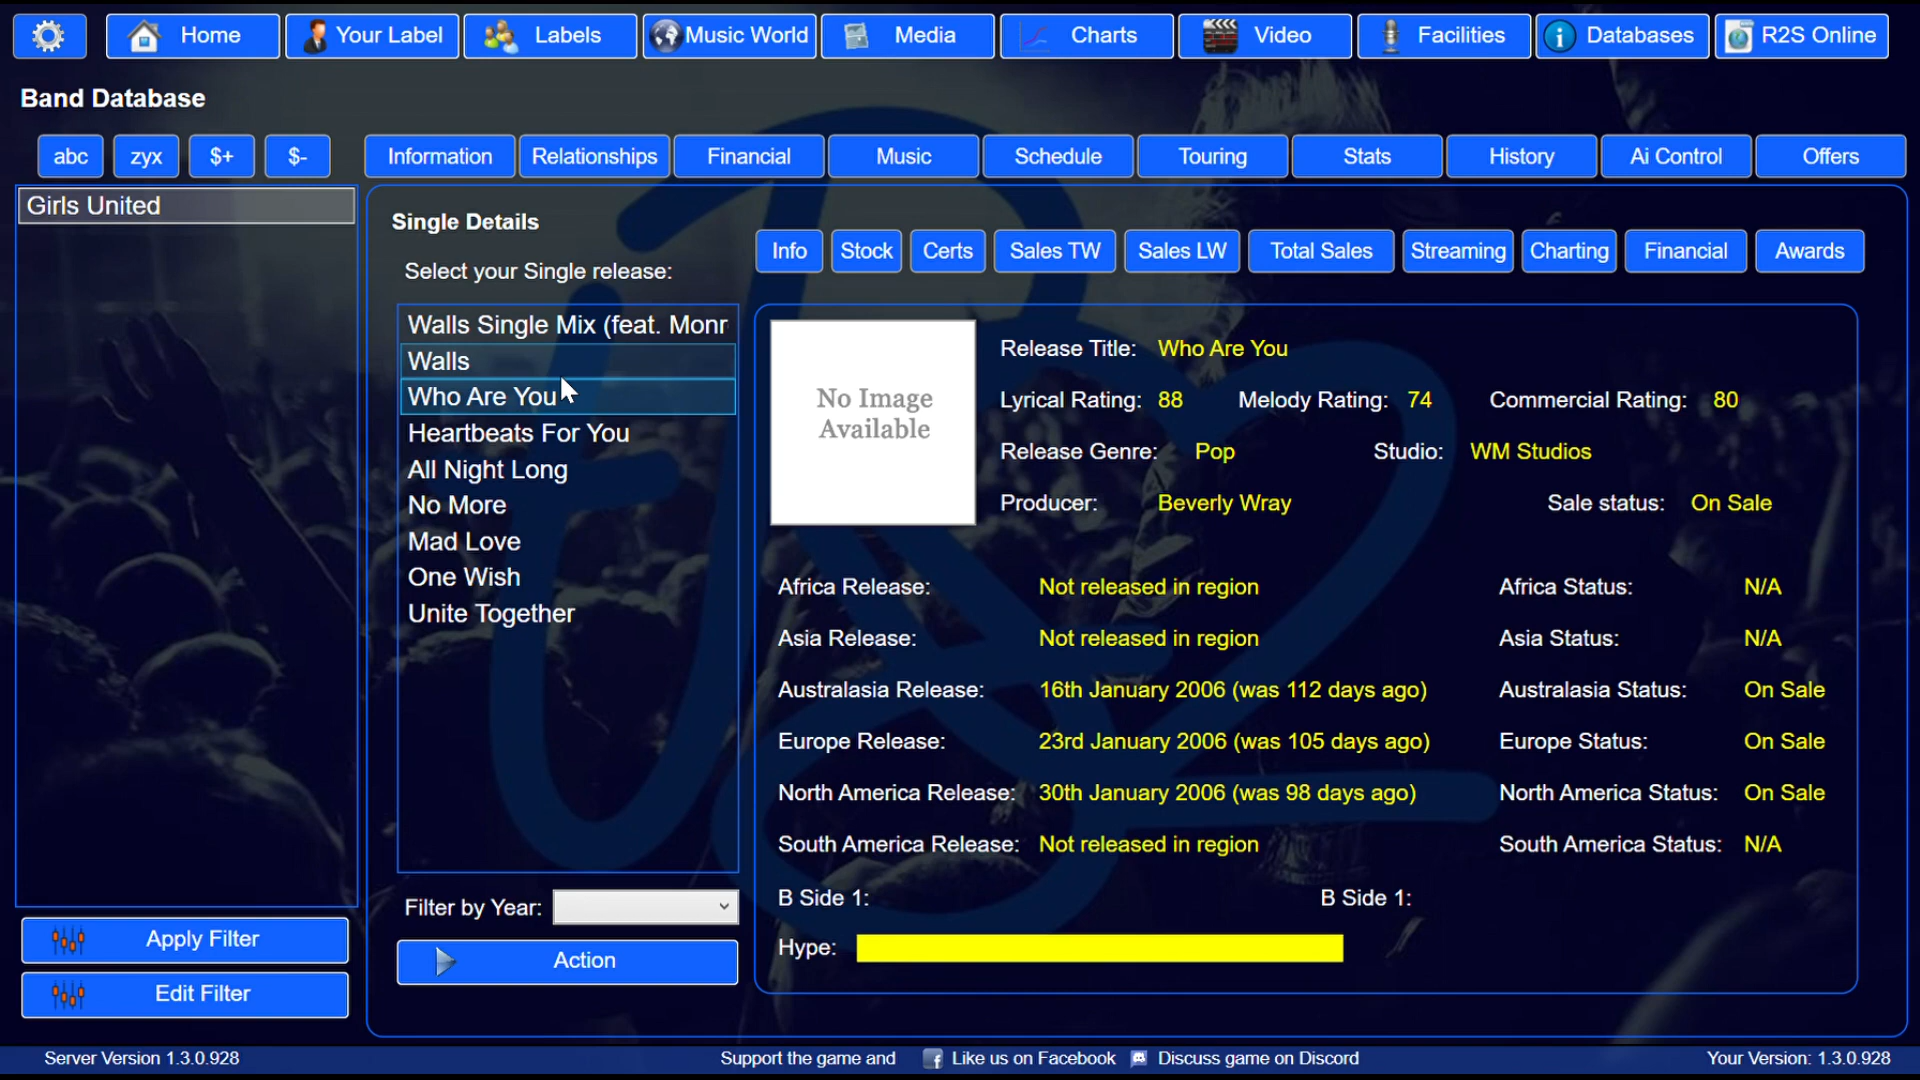 Home
Your Label
Labels
Music World
Media
Charts
Video
Facilities
Databases
R2S Online
Band Database
abc
zyx
$+
$-
Information
Relationships
Financial
Music
Schedule
Touring
Stats
History
Ai Control
Offers
Girls United
Single Details
Select your Single release:
Info
Stock
Certs
Sales TW
Sales LW
Total Sales
Streaming
Charting
Financial
Awards
Walls Single Mix (feat. Monr
Walls
Who Are You
Heartbeats For You
All Night Long
No More
Mad Love
One Wish
Unite Together
No Image
Available
Release Title: Who Are You
Lyrical Rating: 88 Melody Rating: 74 Commercial Rating: 80
Release Genre: Pop Studio: WM Studios
Producer: Beverly Wray Sale status: On Sale
Africa Release: Not released in region Africa Status: N/A
Asia Release: Not released in region Asia Status: N/A
Australasia Release: 16th January 2006 (was 112 days ago) Australasia Status: On Sale
Europe Release: 23rd January 2006 (was 105 days ago) Europe Status: On Sale
North America Release: 30th January 2006 (was 98 days ago) North America Status: On Sale
South America Release: Not released in region South America Status: N/A
B Side 1: B Side 1:
Hype:
Filter by Year:
Action
Apply Filter
Edit Filter
Server Version 1.3.0.928
Support the game and Like us on Facebook Discuss game on Discord
Your Version: 1.3.0.928